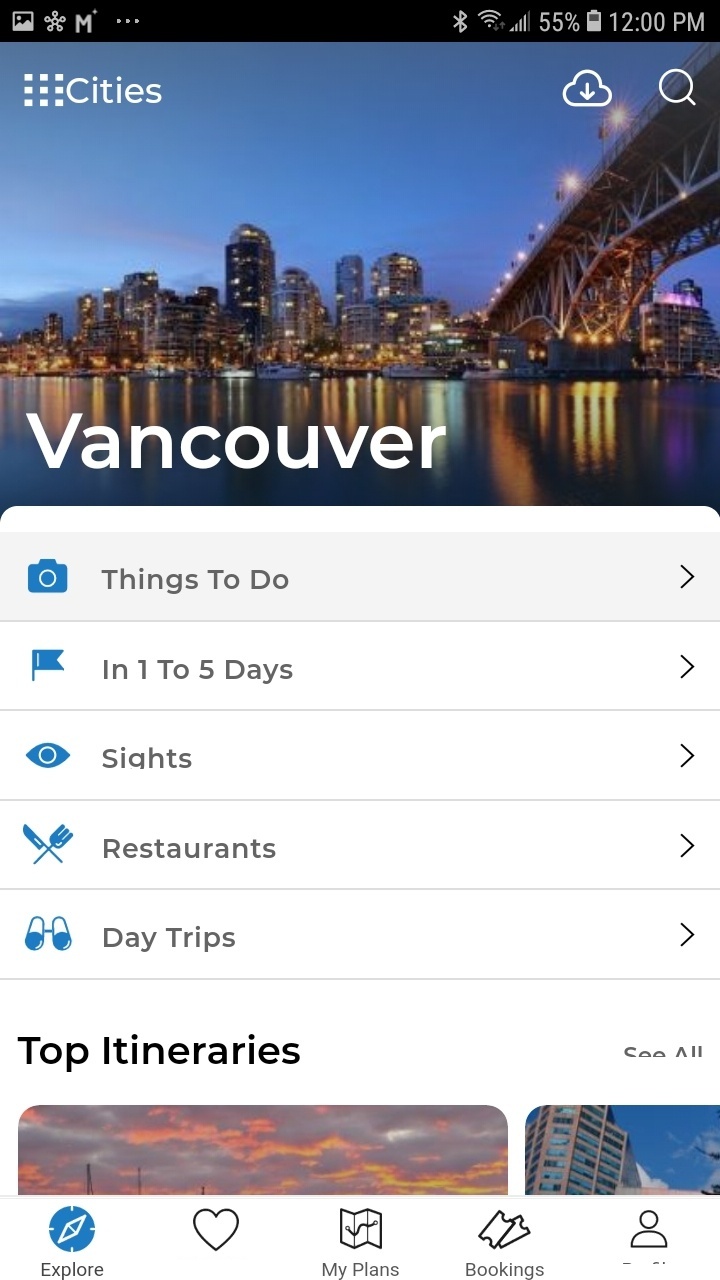 55% 12:00 PM
Cities
Vancouver
Things To Do
In 1 To 5 Days
Sights
Restaurants
Day Trips
Top Itineraries
See All
Explore
My Plans
Bookings